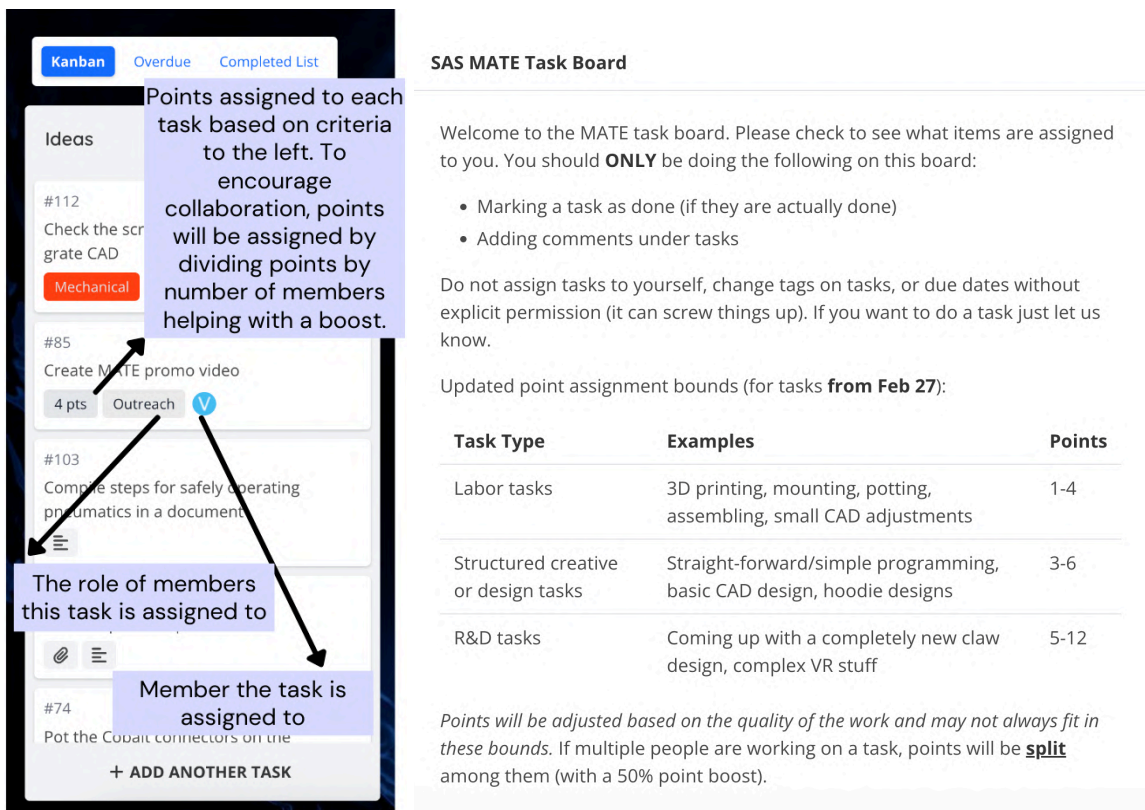 Kanban Overdue Completed List
Points assigned to each
task based on criteria
to the left. To
encourage
collaboration, points
will be assigned by
dividing points by
number of members
helping with a boost.
Ideas
#112
Check the scr
grate CAD
Mechanical
#85
Create MATE promo video
4 pts Outreach V
#103
Compile steps for safely operating
pneumatics in a document
The role of members
this task is assigned to
Member the task is
assigned to
#74
Pot the Cobalt connectors on the
+ ADD ANOTHER TASK
SAS MATE Task Board
Welcome to the MATE task board. Please check to see what items are assigned
to you. You should ONLY be doing the following on this board:
• Marking a task as done (if they are actually done)
• Adding comments under tasks
Do not assign tasks to yourself, change tags on tasks, or due dates without
explicit permission (it can screw things up). If you want to do a task just let us
know.
Updated point assignment bounds (for tasks from Feb 27):
Task Type Examples Points
Labor tasks 3D printing, mounting, potting, 1-4
assembling, small CAD adjustments
Structured creative Straight-forward/simple programming, 3-6
or design tasks basic CAD design, hoodie designs
R&D tasks Coming up with a completely new claw 5-12
design, complex VR stuff
Points will be adjusted based on the quality of the work and may not always fit in
these bounds. If multiple people are working on a task, points will be split
among them (with a 50% point boost).